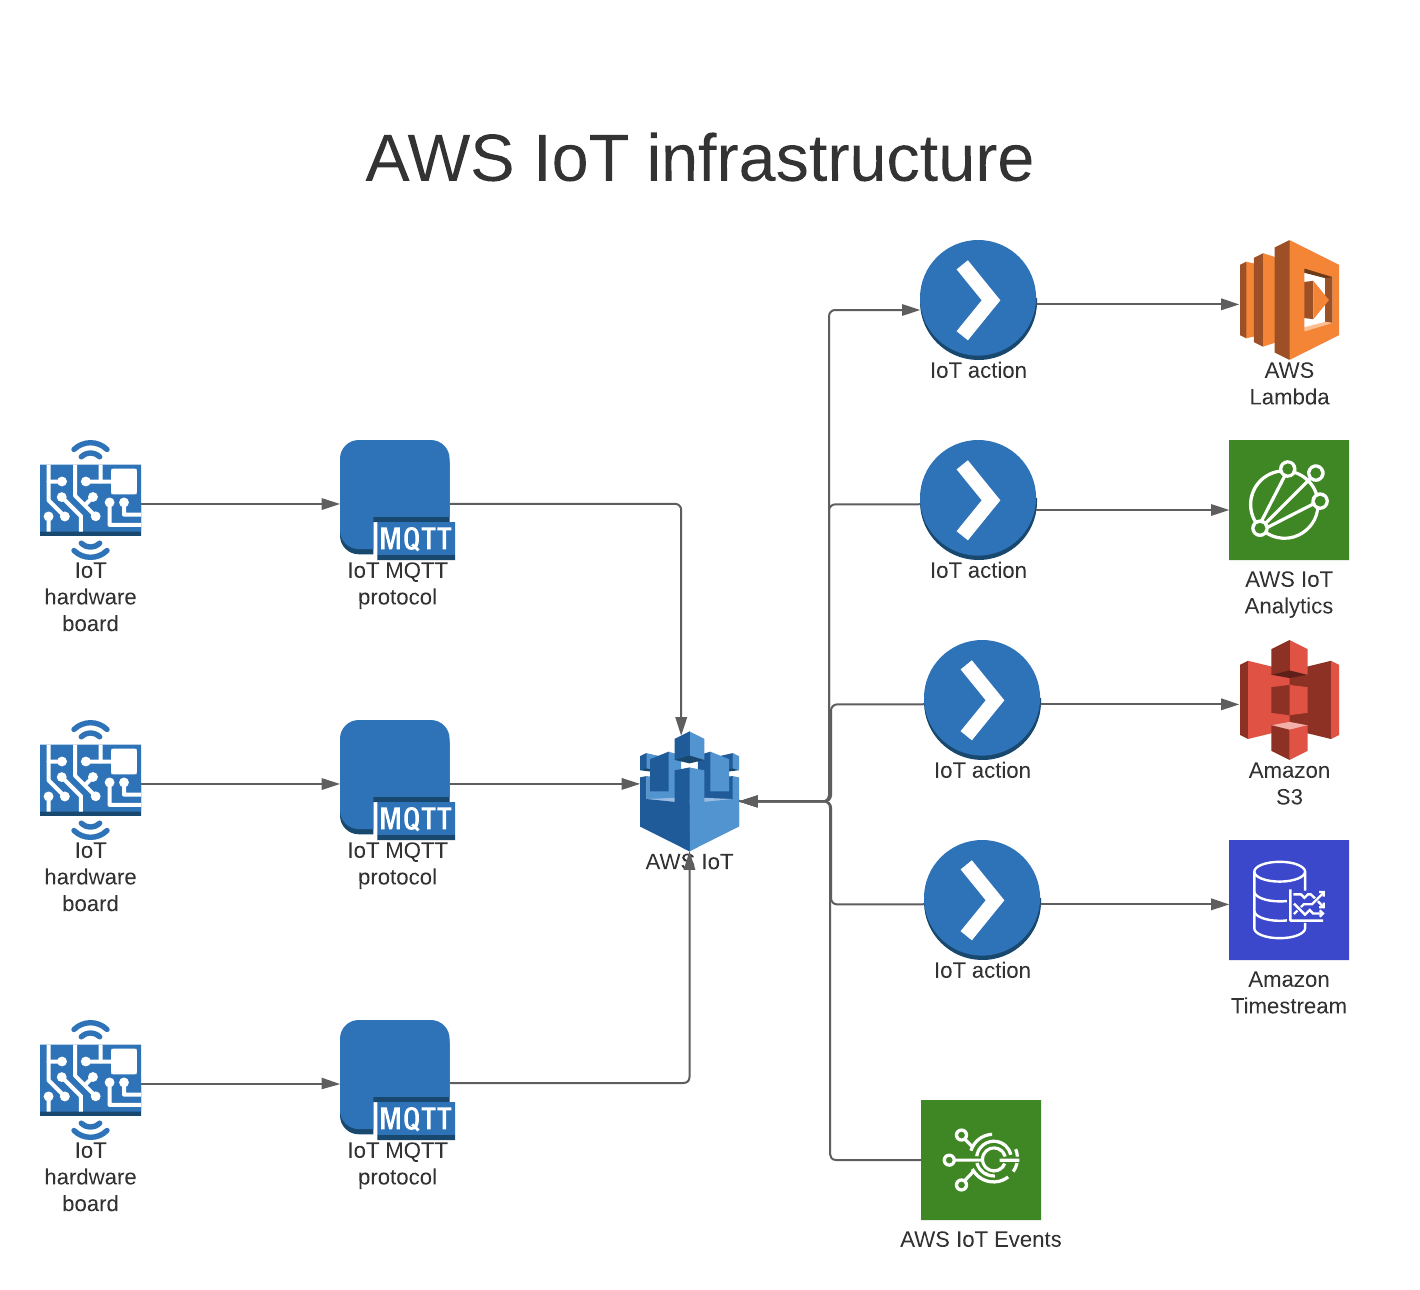 AWS IoT infrastructure
IoT action
AWS
Lambda
MQTT
IoT
hardware
board
IoT MQTT
protocol
IoT action
AWS IoT
Analytics
IoT action
Amazon
S3
MQTT
IoT
hardware
board
IoT MQTT
protocol
AWS IoT
IoT action
Amazon
Timestream
MQTT
IoT
hardware
board
IoT MQTT
protocol
AWS IoT Events